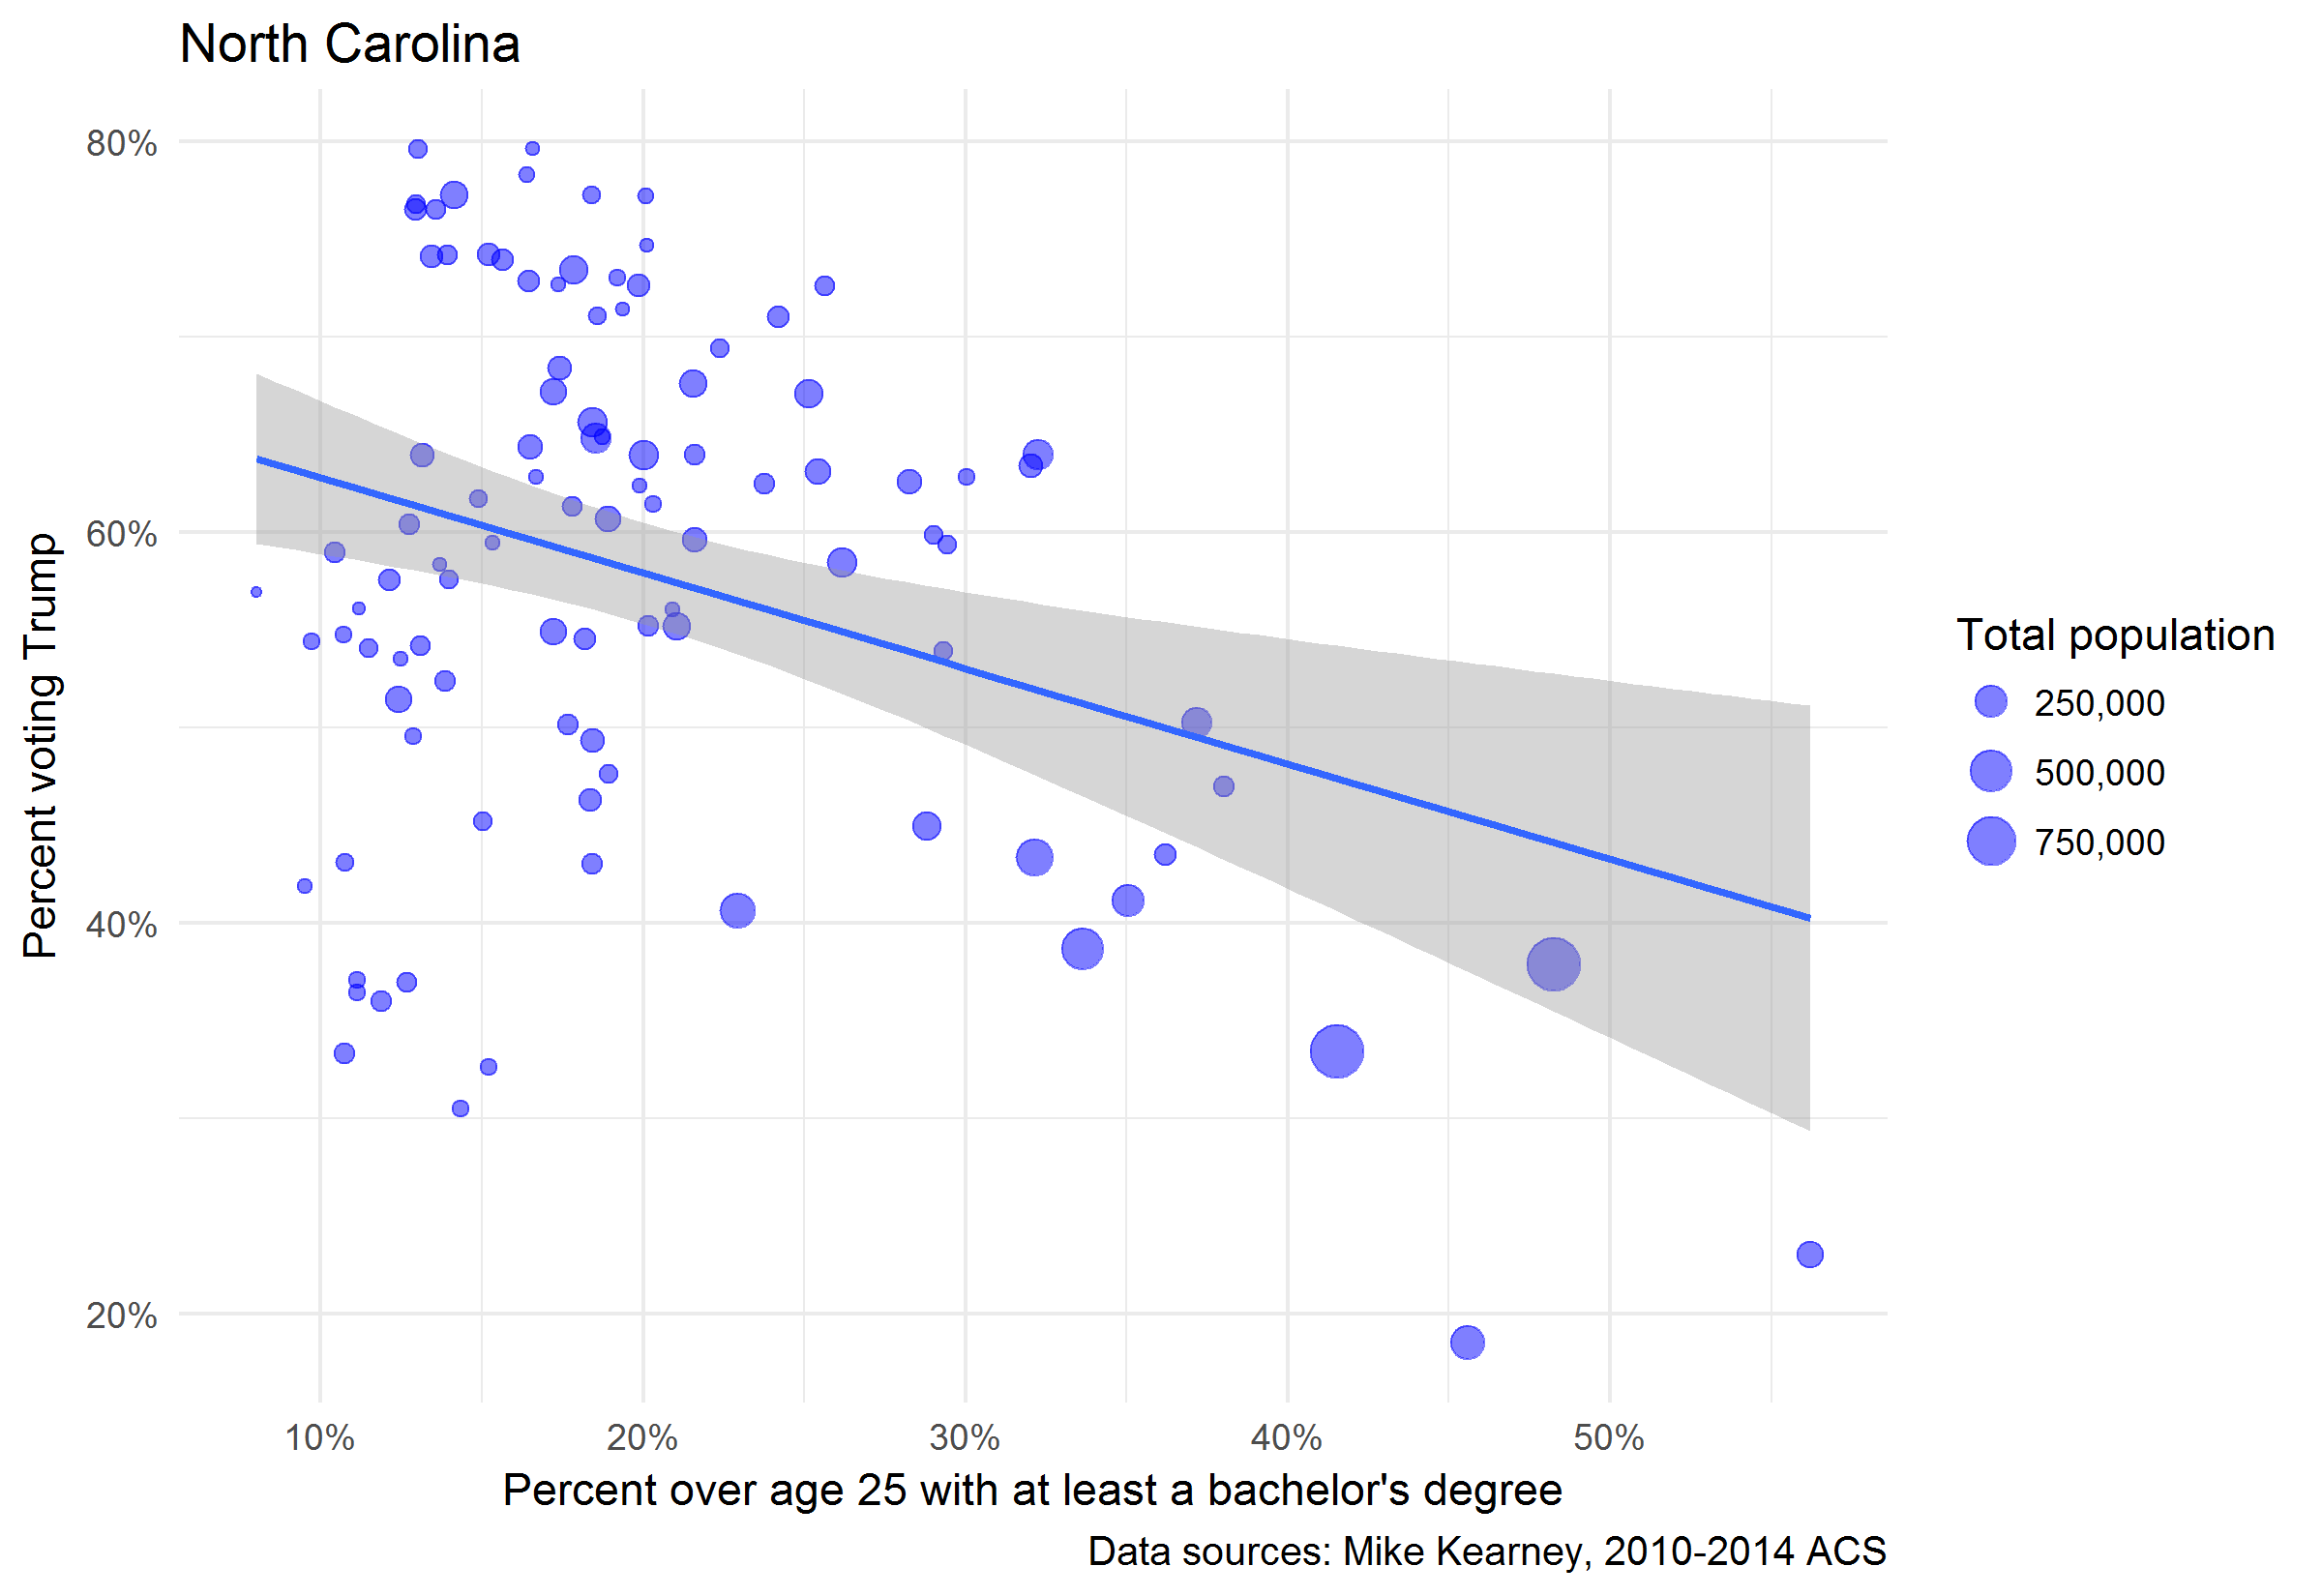 North Carolina
80%
60%
40%
20%
Percent voting Trump
10%
20%
30%
40%
50%
Percent over age 25 with at least a bachelor's degree
Data sources: Mike Kearney, 2010-2014 ACS
Total population
250,000
500,000
750,000